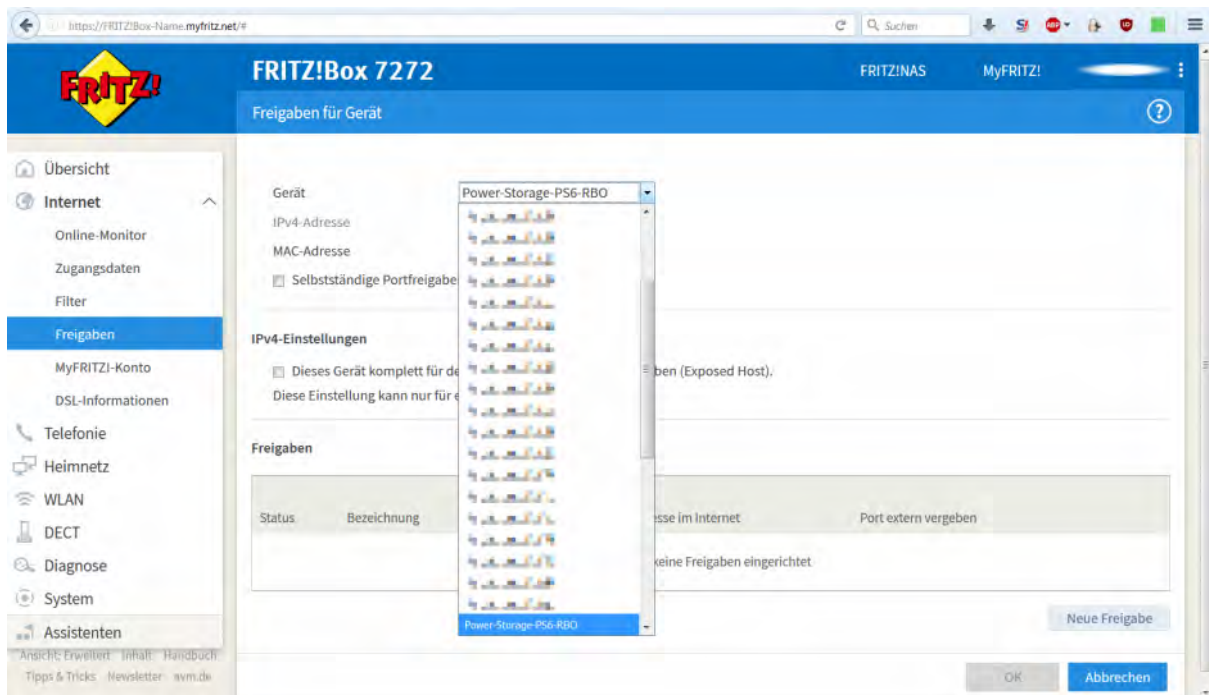 https://FRITZ!Box-Name.myfritz.net/#
Suchen
FRITZ!
FRITZ!Box 7272
FRITZ!NAS
MyFRITZ!
Freigaben für Gerät
Übersicht
Internet
Online-Monitor
Zugangsdaten
Filter
Freigaben
MyFRITZ!-Konto
DSL-Informationen
Telefonie
Heimnetz
WLAN
DECT
Diagnose
System
Assistenten
Ansicht: Erweitert Inhalt Handbuch
Tipps & Tricks Newsletter avm.de
Gerät Power-Storage-PS6-RBO
IPv4-Adresse
MAC-Adresse
Selbstständige Portfreigabe
IPv4-Einstellungen
Dieses Gerät komplett für de ben (Exposed Host).
Diese Einstellung kann nur für e
Freigaben
Status Bezeichnung sse im Internet Port extern vergeben
keine Freigaben eingerichtet
Power-Storage-PS6-RBO
Neue Freigabe
OK Abbrechen